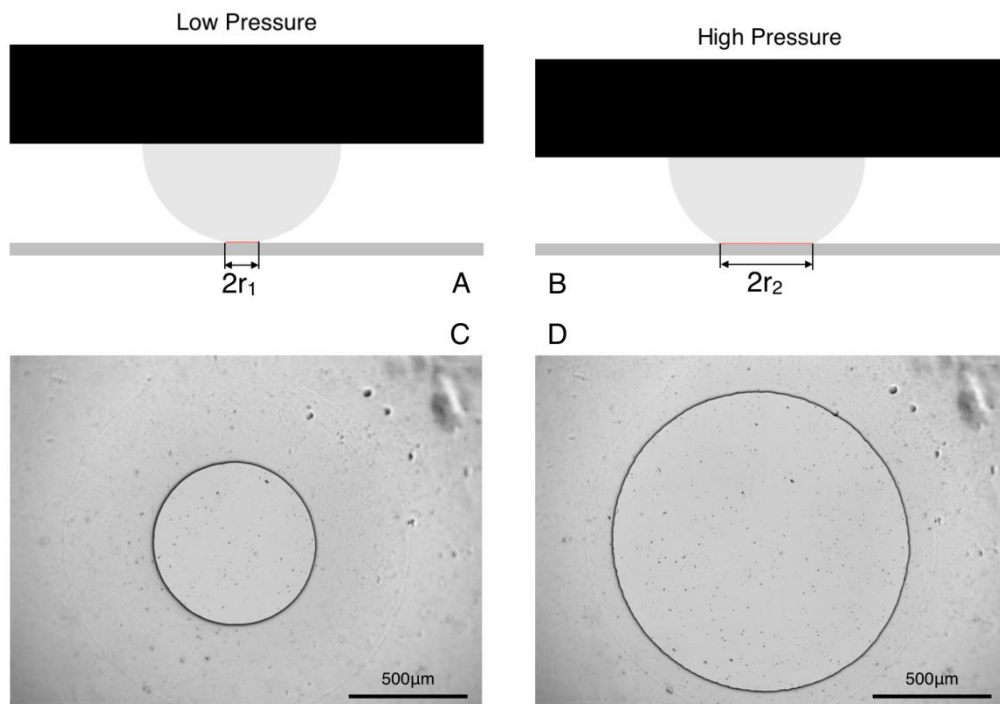 Low Pressure
High Pressure
2r₁
A
B
2r₂
C
D
500μm
500μm